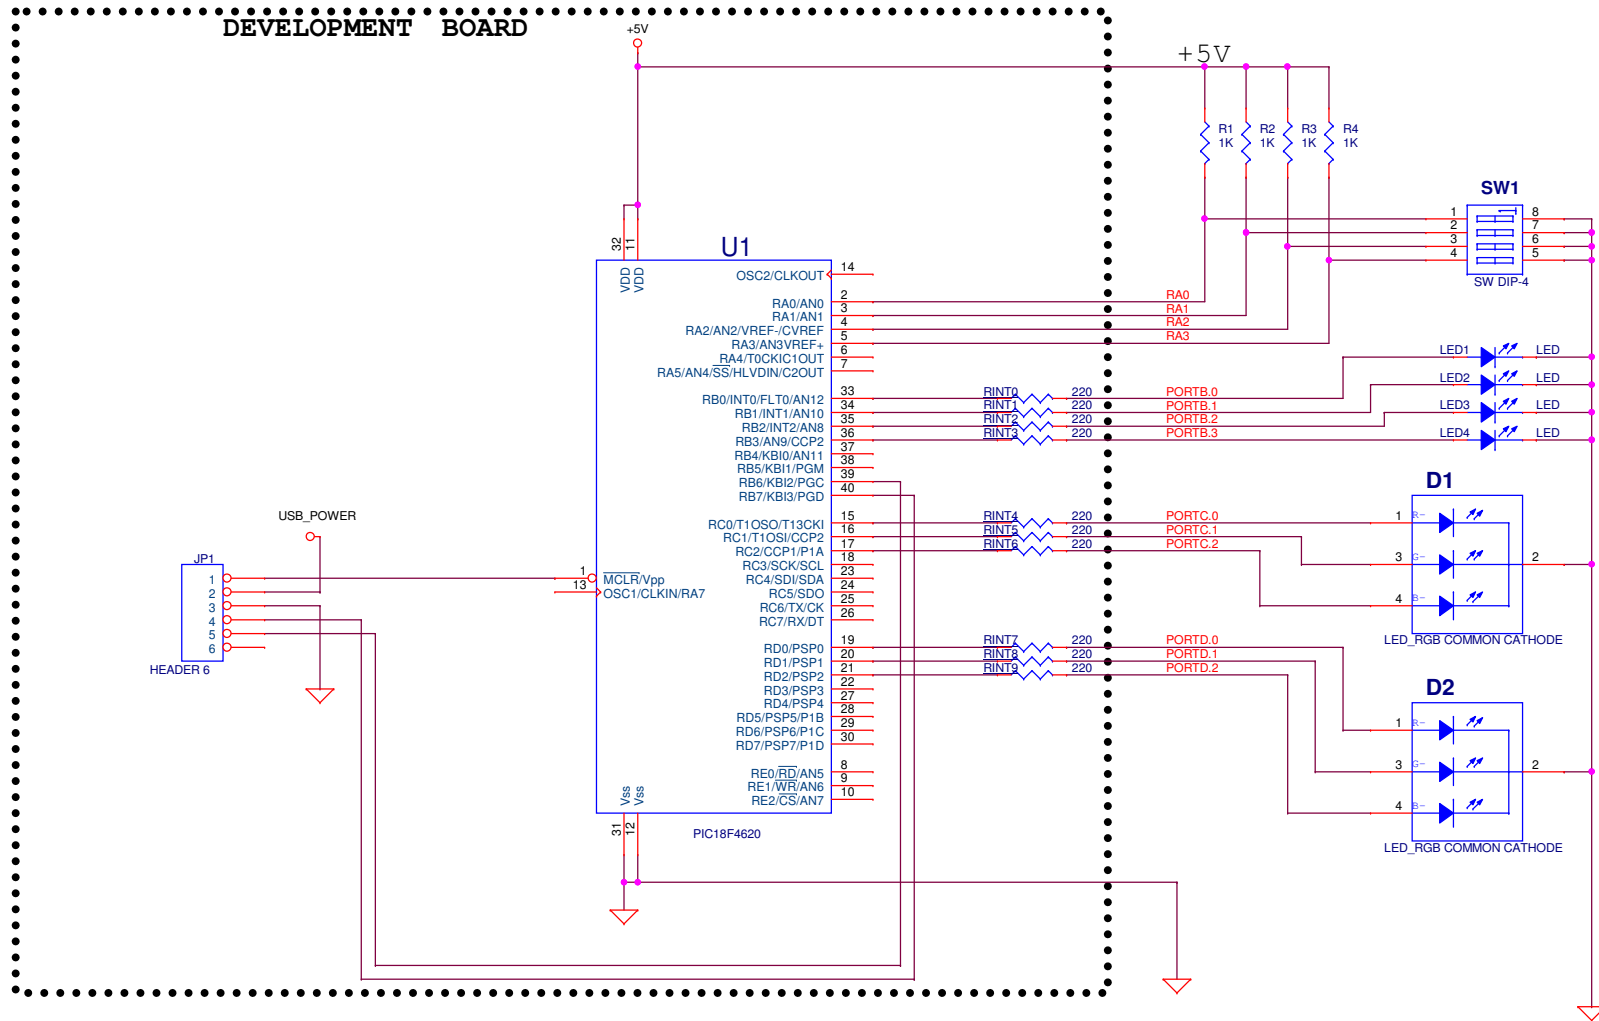 DEVELOPMENT BOARD
+5V
+5V
R1
1K
R2
1K
R3
1K
R4
1K
SW1
1
2
3
4
8
7
6
5
SW DIP-4
U1
32
11
VDD
VDD
OSC2/CLKOUT 14
RA0/AN0 2 RA0
RA1/AN1 3 RA1
RA2/AN2/VREF-/CVREF 4 RA2
RA3/AN3VREF+ 5 RA3
RA4/T0CKIC1OUT 6
RA5/AN4/SS/HLVDIN/C2OUT 7
LED1 LED
LED2 LED
LED3 LED
LED4 LED
RB0/INT0/FLT0/AN12 33 RINT0 220 PORTB.0
RB1/INT1/AN10 34 RINT1 220 PORTB.1
RB2/INT2/AN8 35 RINT2 220 PORTB.2
RB3/AN9/CCP2 36 RINT3 220 PORTB.3
RB4/KBI0/AN11 37
RB5/KBI1/PGM 38
RB6/KBI2/PGC 39
RB7/KBI3/PGD 40
RC0/T1OSO/T13CKI 15 RINT4 220 PORTC.0
RC1/T1OSI/CCP2 16 RINT5 220 PORTC.1
RC2/CCP1/P1A 17 RINT6 220 PORTC.2
RC3/SCK/SCL 18
RC4/SDI/SDA 23
RC5/SDO 24
RC6/TX/CK 25
RC7/RX/DT 26
D1
1 R-
3 G-
4 B-
2
LED_RGB COMMON CATHODE
USB_POWER
JP1
1
2
3
4
5
6
HEADER 6
1 MCLR/Vpp
13 OSC1/CLKIN/RA7
RD0/PSP0 19 RINT7 220 PORTD.0
RD1/PSP1 20 RINT8 220 PORTD.1
RD2/PSP2 21 RINT9 220 PORTD.2
RD3/PSP3 22
RD4/PSP4 27
RD5/PSP5/P1B 28
RD6/PSP6/P1C 29
RD7/PSP7/P1D 30
RE0/RD/AN5 8
RE1/WR/AN6 9
RE2/CS/AN7 10
D2
1 R-
3 G-
4 B-
2
LED_RGB COMMON CATHODE
Vss
Vss
31
12
PIC18F4620